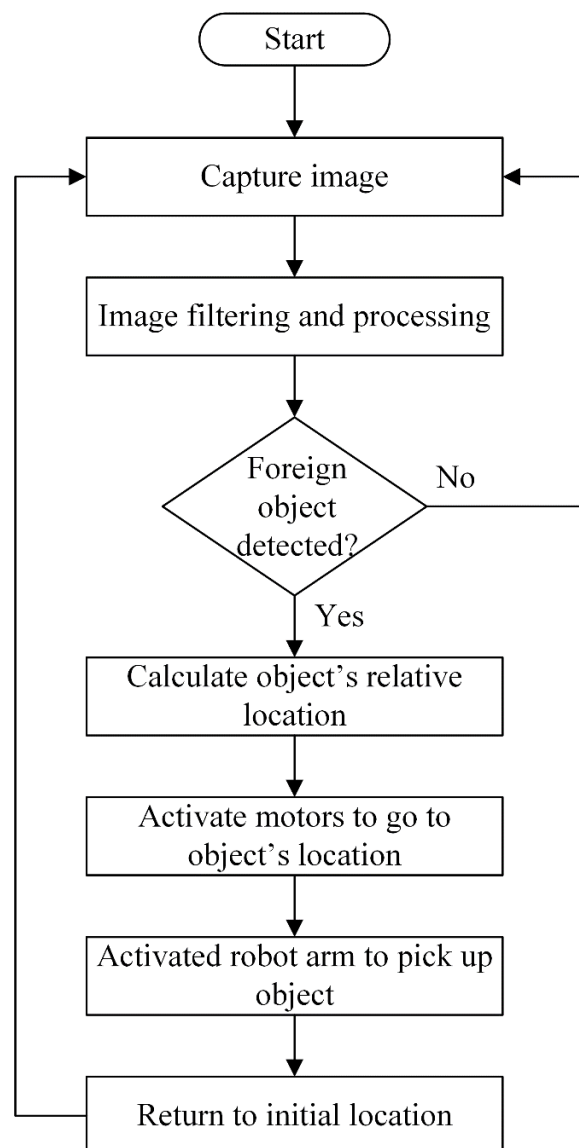 Start
Capture image
Image filtering and processing
Foreign
object
detected?
No
Yes
Calculate object’s relative
location
Activate motors to go to
object’s location
Activated robot arm to pick up
object
Return to initial location